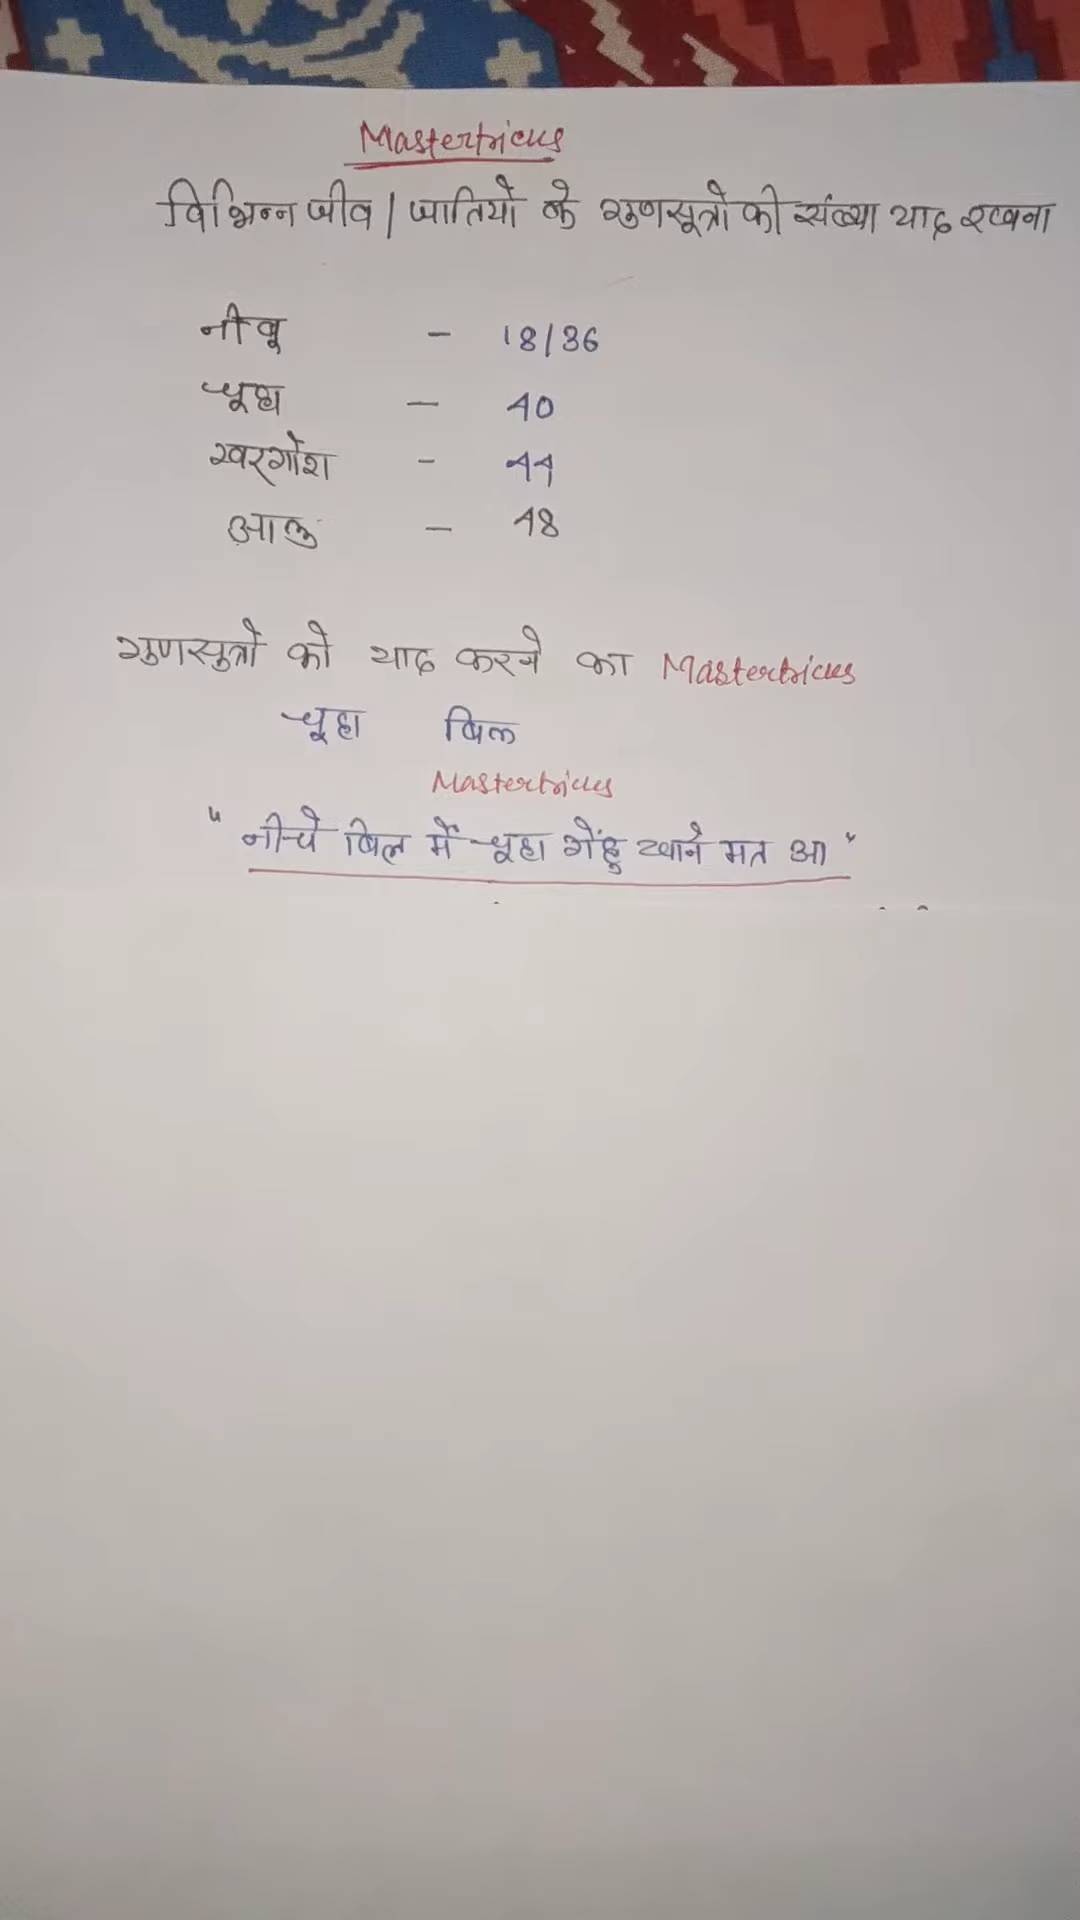 Mastertricks
विभिन्न जीव / जातियों के गुणसूत्रो की संख्या याद रखना
नीबू - 18/36
चूहा - 40
खरगोश - 44
आलु - 48
गुणसुत्रो को याद करने का Mastertricks
चूहा बिल
Mastertricks
"नीचे बिल में चूहा गेंहु खाने मत आ"